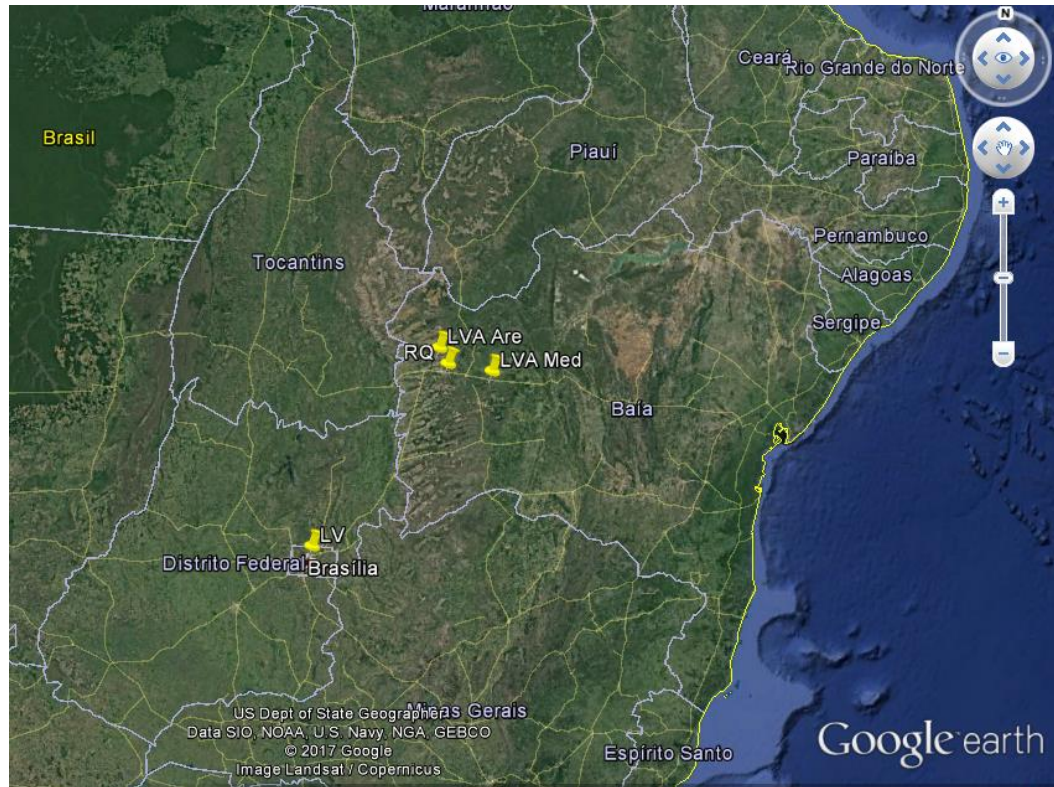 Maranhão
Ceará
Rio Grande do Norte
N
Brasil
Piauí
Paraíba
Pernambuco
Tocantins
Alagoas
Sergipe
LVA Are
RQ
LVA Med
Baía
LV
Distrito Federal
Brasília
US Dept of State Geographer
Minas Gerais
Data SIO, NOAA, U.S. Navy, NGA, GEBCO
© 2017 Google
Image Landsat / Copernicus
Espírito Santo
Google earth